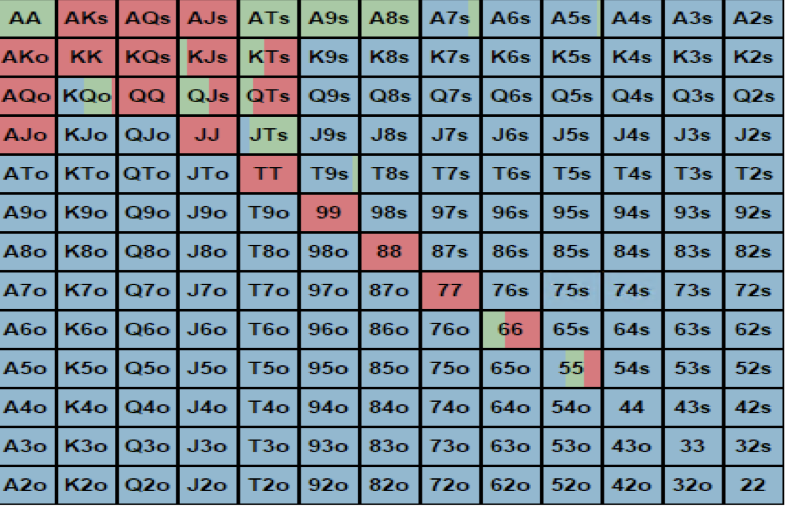 AA AKs AQs AJs ATs A9s A8s A7s A6s A5s A4s A3s A2s
AKo KK KQs KJs KTs K9s K8s K7s K6s K5s K4s K3s K2s
AQo KQo QQ QJs QTs Q9s Q8s Q7s Q6s Q5s Q4s Q3s Q2s
AJo KJo QJo JJ JTs J9s J8s J7s J6s J5s J4s J3s J2s
ATo KTo QTo JTo TT T9s T8s T7s T6s T5s T4s T3s T2s
A9o K9o Q9o J9o T9o 99 98s 97s 96s 95s 94s 93s 92s
A8o K8o Q8o J8o T8o 98o 88 87s 86s 85s 84s 83s 82s
A7o K7o Q7o J7o T7o 97o 87o 77 76s 75s 74s 73s 72s
A6o K6o Q6o J6o T6o 96o 86o 76o 66 65s 64s 63s 62s
A5o K5o Q5o J5o T5o 95o 85o 75o 65o 55 54s 53s 52s
A4o K4o Q4o J4o T4o 94o 84o 74o 64o 54o 44 43s 42s
A3o K3o Q3o J3o T3o 93o 83o 73o 63o 53o 43o 33 32s
A2o K2o Q2o J2o T2o 92o 82o 72o 62o 52o 42o 32o 22